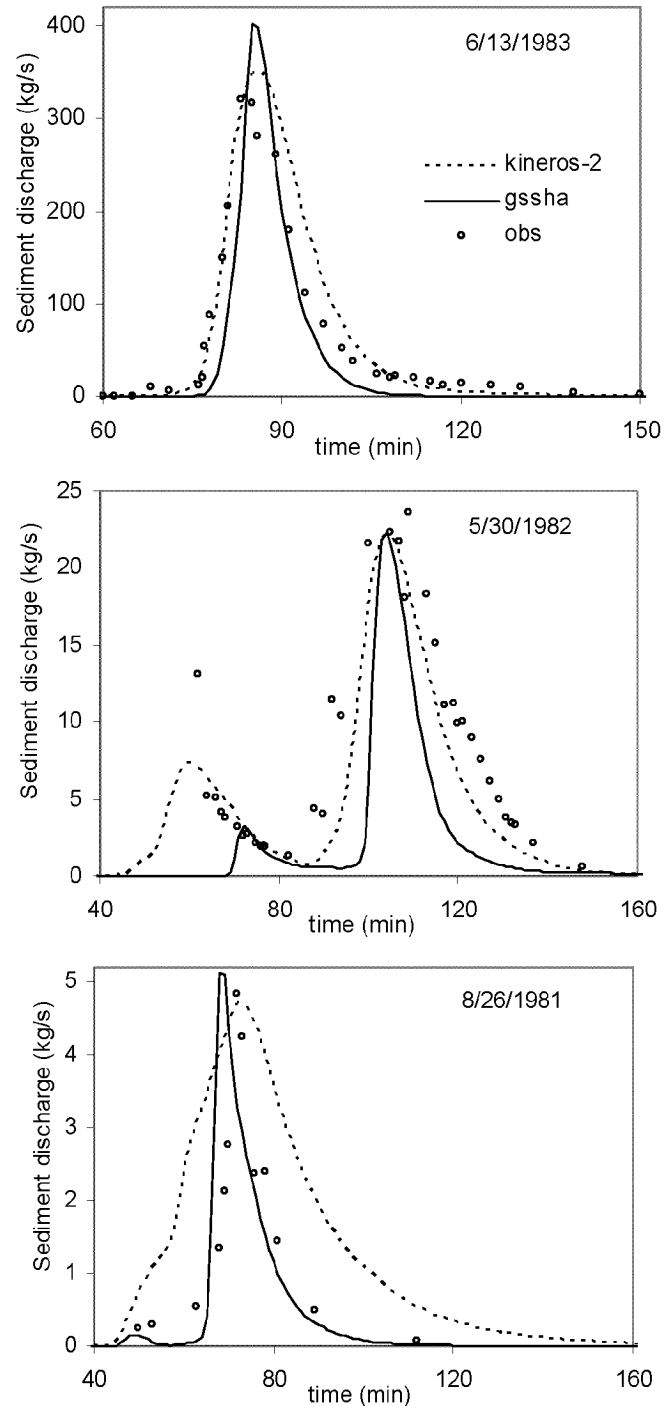 6/13/1983
Sediment discharge (kg/s)
400
300
200
100
0
kineros-2
gssha
obs
60 90 120 150
time (min)
5/30/1982
Sediment discharge (kg/s)
25
20
15
10
5
0
40 80 120 160
time (min)
8/26/1981
Sediment discharge (kg/s)
5
4
3
2
1
0
40 80 120 160
time (min)